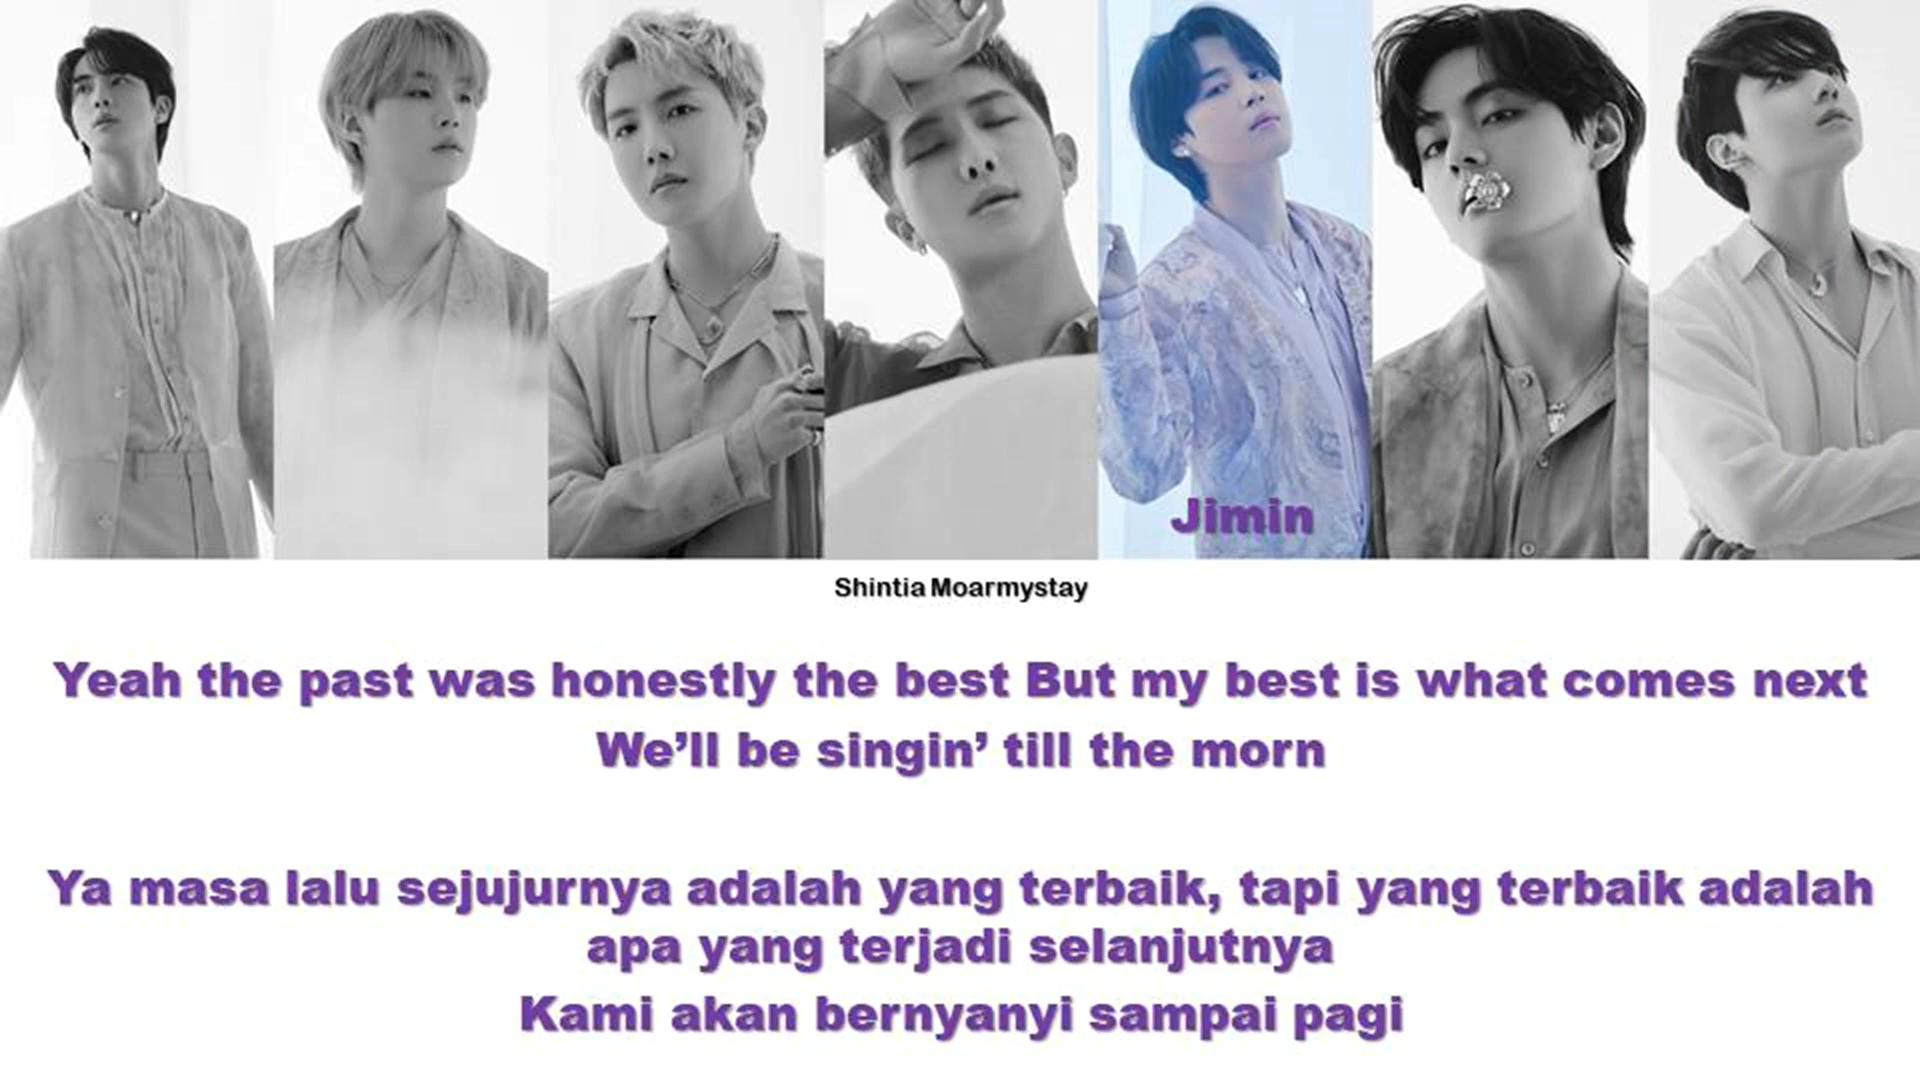 Jimin
Shintia Moarmystay
Yeah the past was honestly the best But my best is what comes next
We’ll be singin’ till the morn
Ya masa lalu sejujurnya adalah yang terbaik, tapi yang terbaik adalah
apa yang terjadi selanjutnya
Kami akan bernyanyi sampai pagi